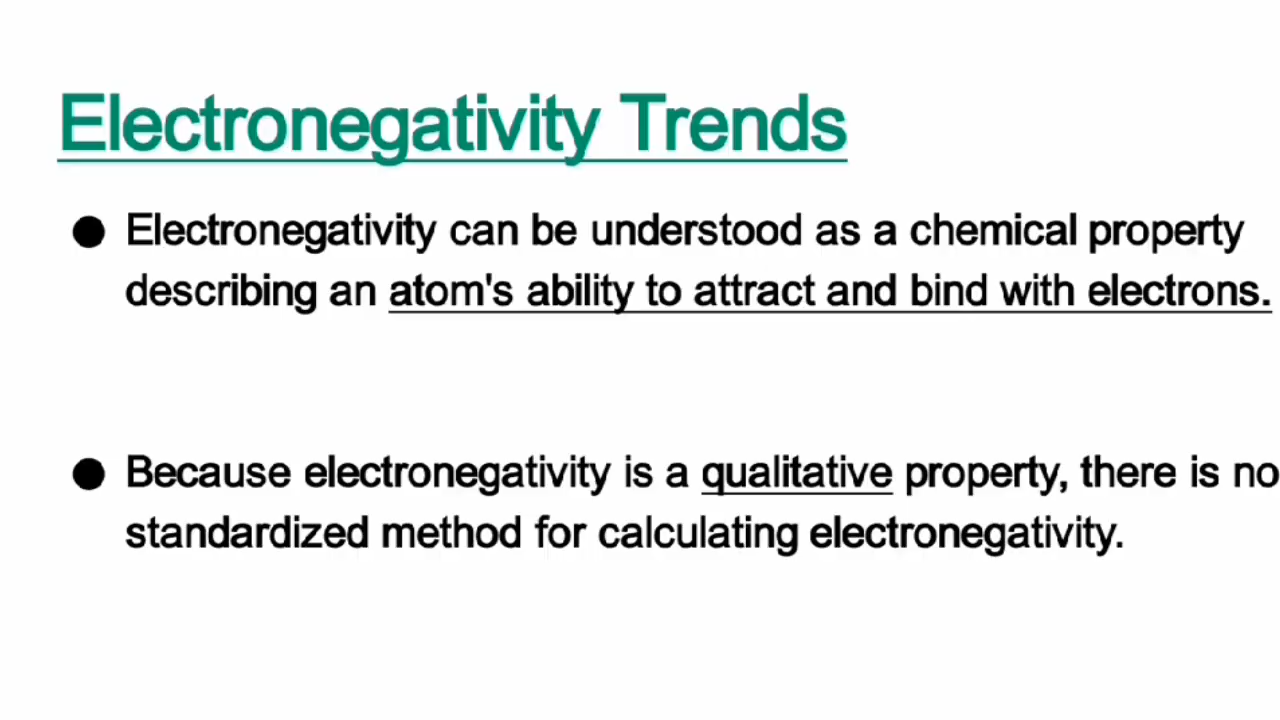 Electronegativity Trends
● Electronegativity can be understood as a chemical property
describing an atom's ability to attract and bind with electrons.
● Because electronegativity is a qualitative property, there is no
standardized method for calculating electronegativity.